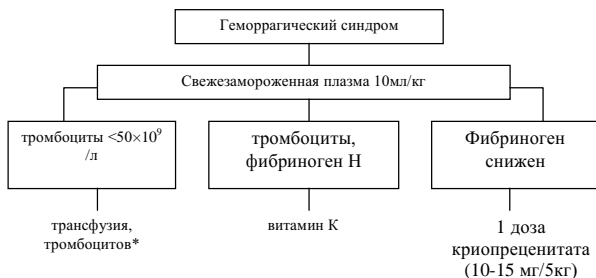 Геморрагический синдром
Свежезамороженная плазма 10мл/кг
тромбоциты <50×10⁹
/л
тромбоциты,
фибриноген Н
Фибриноген
снижен
трансфузия,
тромбоцитов*
витамин К
1 доза
криопреценитата
(10-15 мг/5кг)